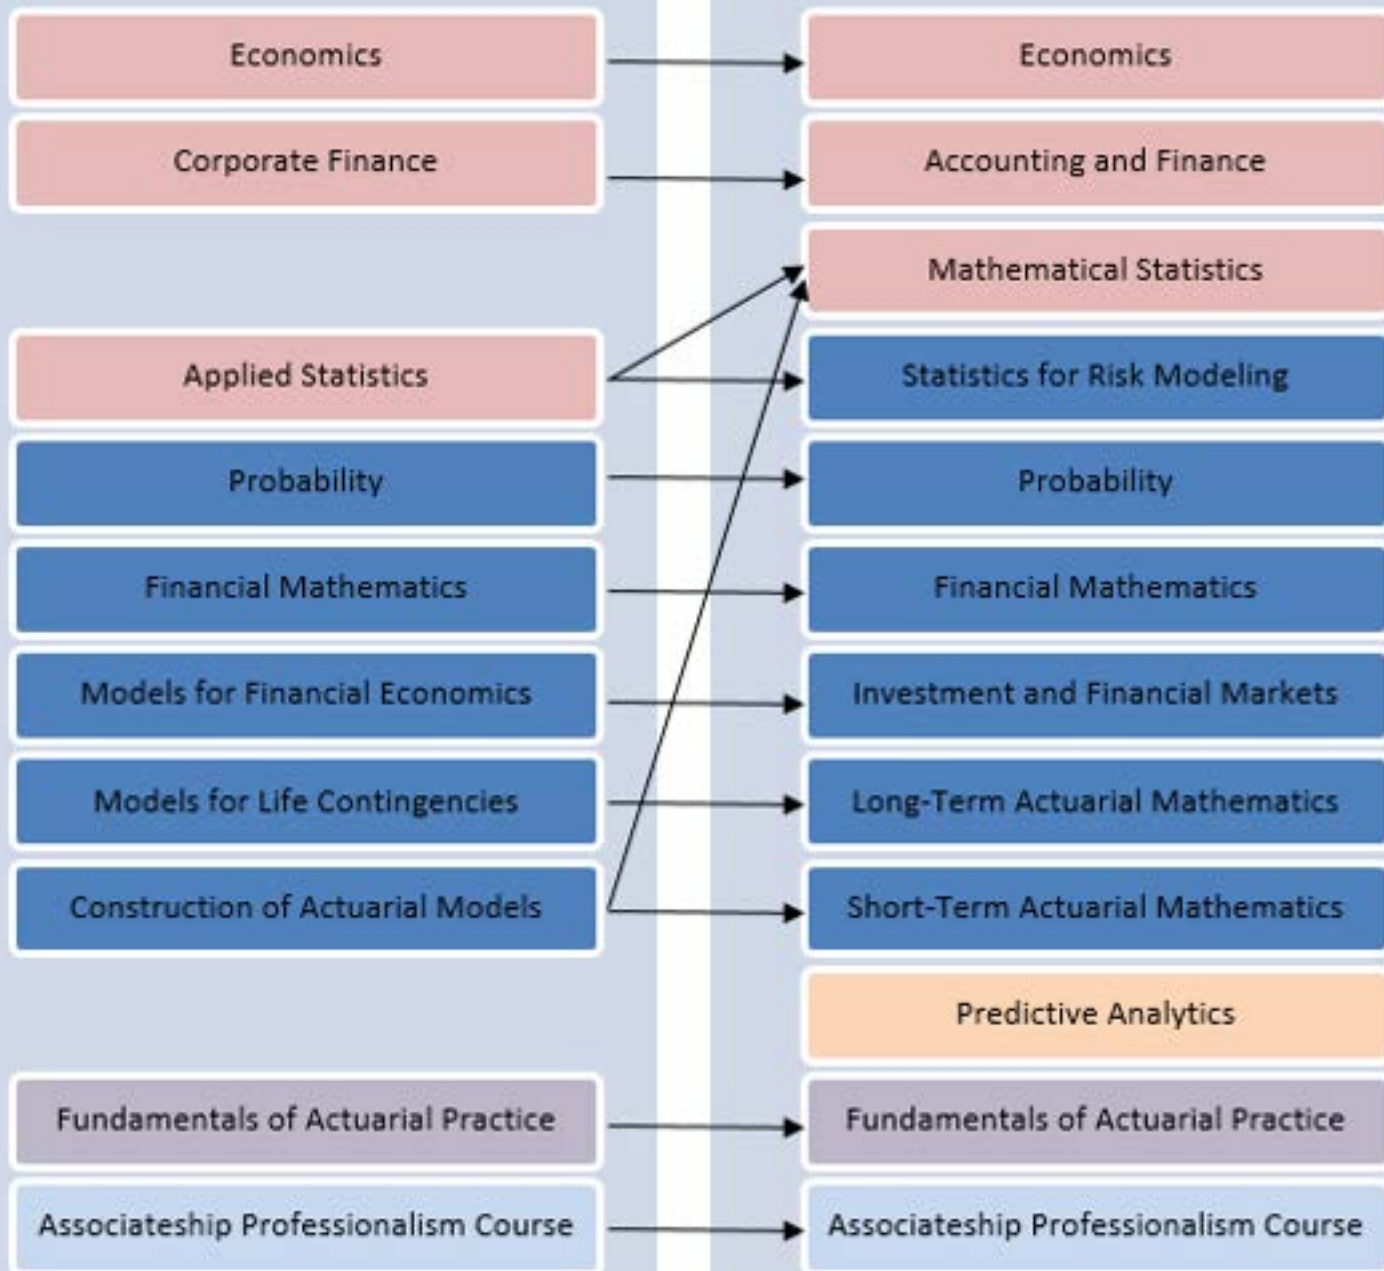 Economics
Economics
Corporate Finance
Accounting and Finance
Mathematical Statistics
Applied Statistics
Statistics for Risk Modeling
Probability
Probability
Financial Mathematics
Financial Mathematics
Models for Financial Economics
Investment and Financial Markets
Models for Life Contingencies
Long-Term Actuarial Mathematics
Construction of Actuarial Models
Short-Term Actuarial Mathematics
Predictive Analytics
Fundamentals of Actuarial Practice
Fundamentals of Actuarial Practice
Associateship Professionalism Course
Associateship Professionalism Course